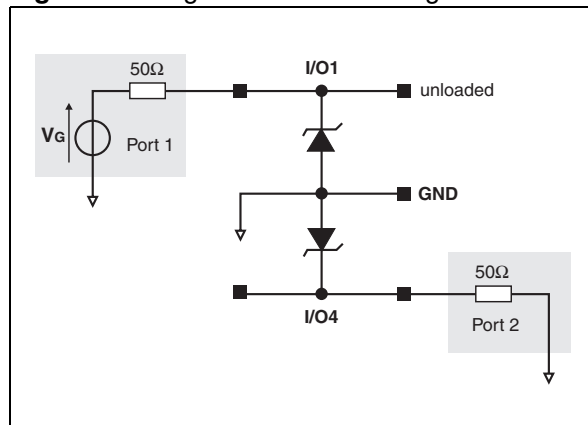 50Ω
I/O1
unloaded
VG
Port 1
GND
50Ω
I/O4
Port 2